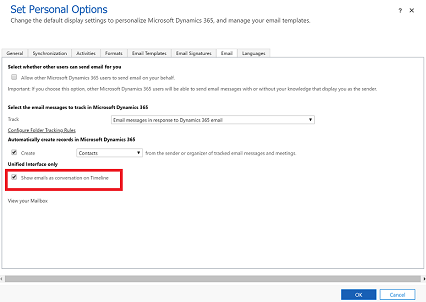 Set Personal Options
? ×
Change the default display settings to personalize Microsoft Dynamics 365, and manage your email templates.
General Synchronization Activities Formats Email Templates Email Signatures Email Languages
Select whether other users can send email for you
Allow other Microsoft Dynamics 365 users to send email on your behalf.
Important: if you choose this option, other Microsoft Dynamics 365 users will be able to send email messages with or without your knowledge that display you as the sender.
Select the email messages to track in Microsoft Dynamics 365
Track Email messages in response to Dynamics 365 email
Configure Folder Tracking Rules
Automatically create records in Microsoft Dynamics 365
Create Contacts from the sender or organizer of tracked email messages and meetings
Unified Interface only
Show emails as conversation on Timeline
View your Mailbox
OK Cancel